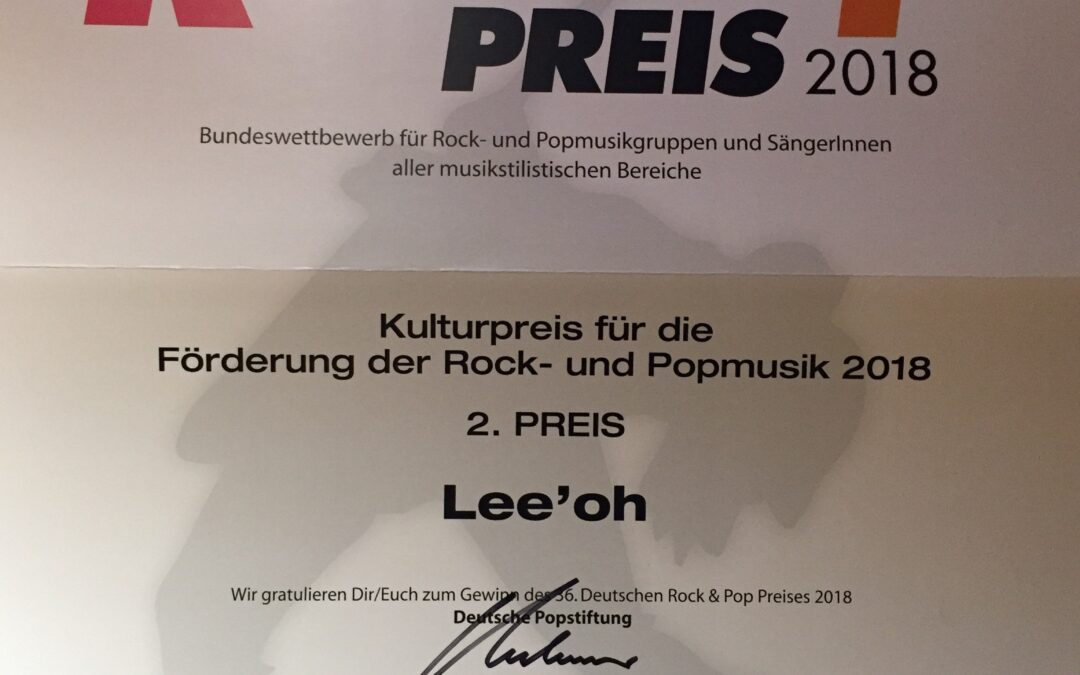 PREIS 2018
Bundeswettbewerb für Rock- und Popmusikgruppen und SängerInnen
aller musikstilistischen Bereiche
Kulturpreis für die
Förderung der Rock- und Popmusik 2018
2. PREIS
Lee’oh
Wir gratulieren Dir/Euch zum Gewinn des 36. Deutschen Rock & Pop Preises 2018
Deutsche Popstiftung